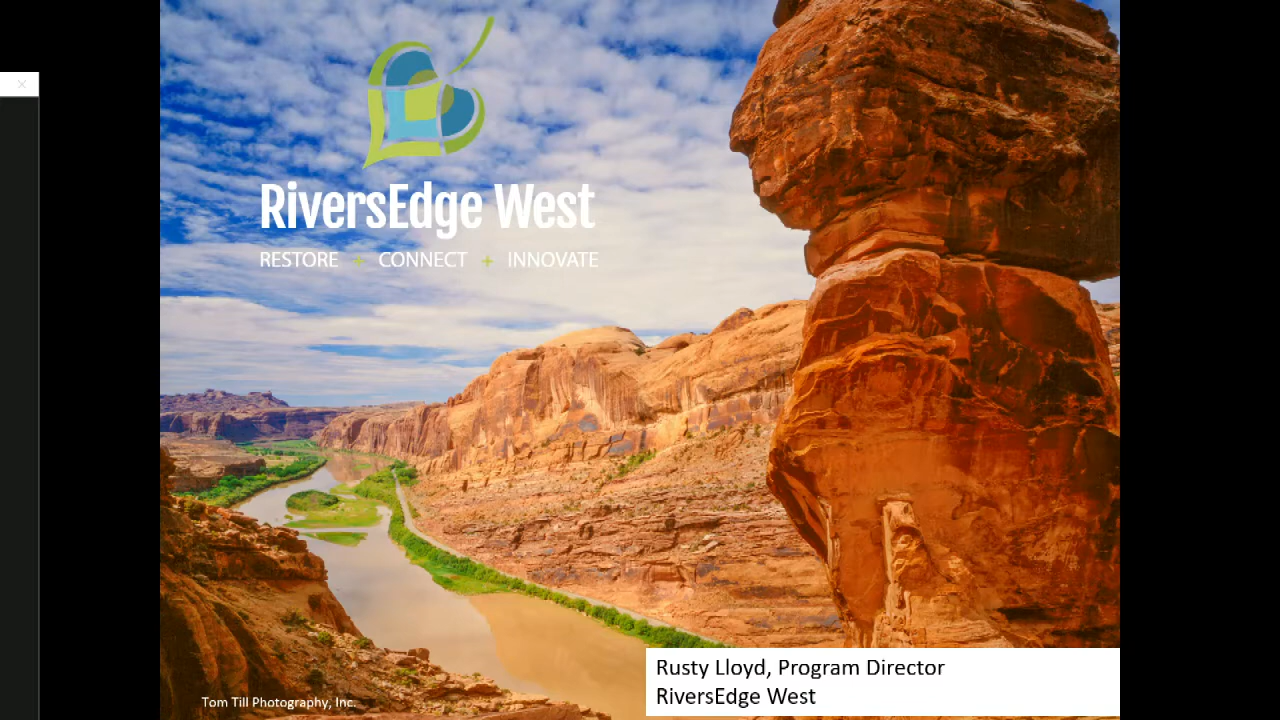 RiversEdge West
RESTORE + CONNECT + INNOVATE
Rusty Lloyd, Program Director
RiversEdge West
Tom Till Photography, Inc.